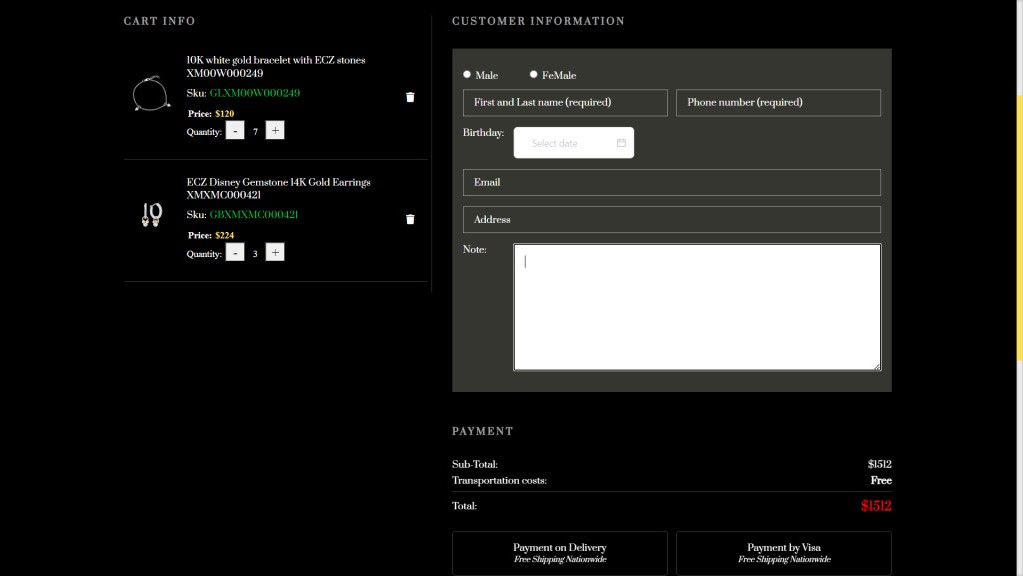 CART INFO
10K white gold bracelet with ECZ stones
XM00W000249
Sku: GLXM00W000249
Price: $120
Quantity: - 7 +
ECZ Disney Gemstone 14K Gold Earrings
XMXMC000421
Sku: GBXMXMC000421
Price: $224
Quantity: - 3 +
CUSTOMER INFORMATION
Male FeMale
First and Last name (required) Phone number (required)
Birthday: Select date
Email
Address
Note:
PAYMENT
Sub-Total: $1512
Transportation costs: Free
Total: $1512
Payment on Delivery
Free Shipping Nationwide
Payment by Visa
Free Shipping Nationwide